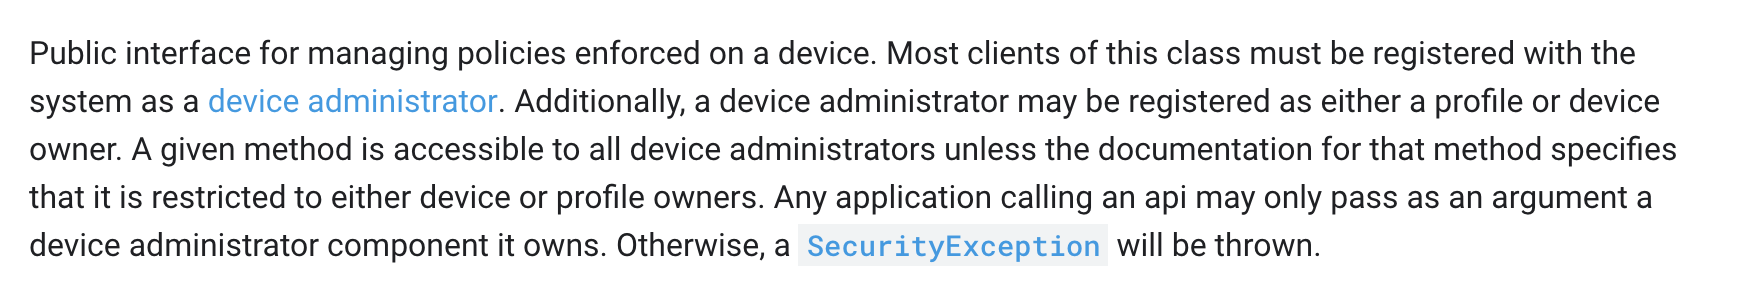 Public interface for managing policies enforced on a device. Most clients of this class must be registered with the
system as a device administrator. Additionally, a device administrator may be registered as either a profile or device
owner. A given method is accessible to all device administrators unless the documentation for that method specifies
that it is restricted to either device or profile owners. Any application calling an api may only pass as an argument a
device administrator component it owns. Otherwise, a SecurityException will be thrown.